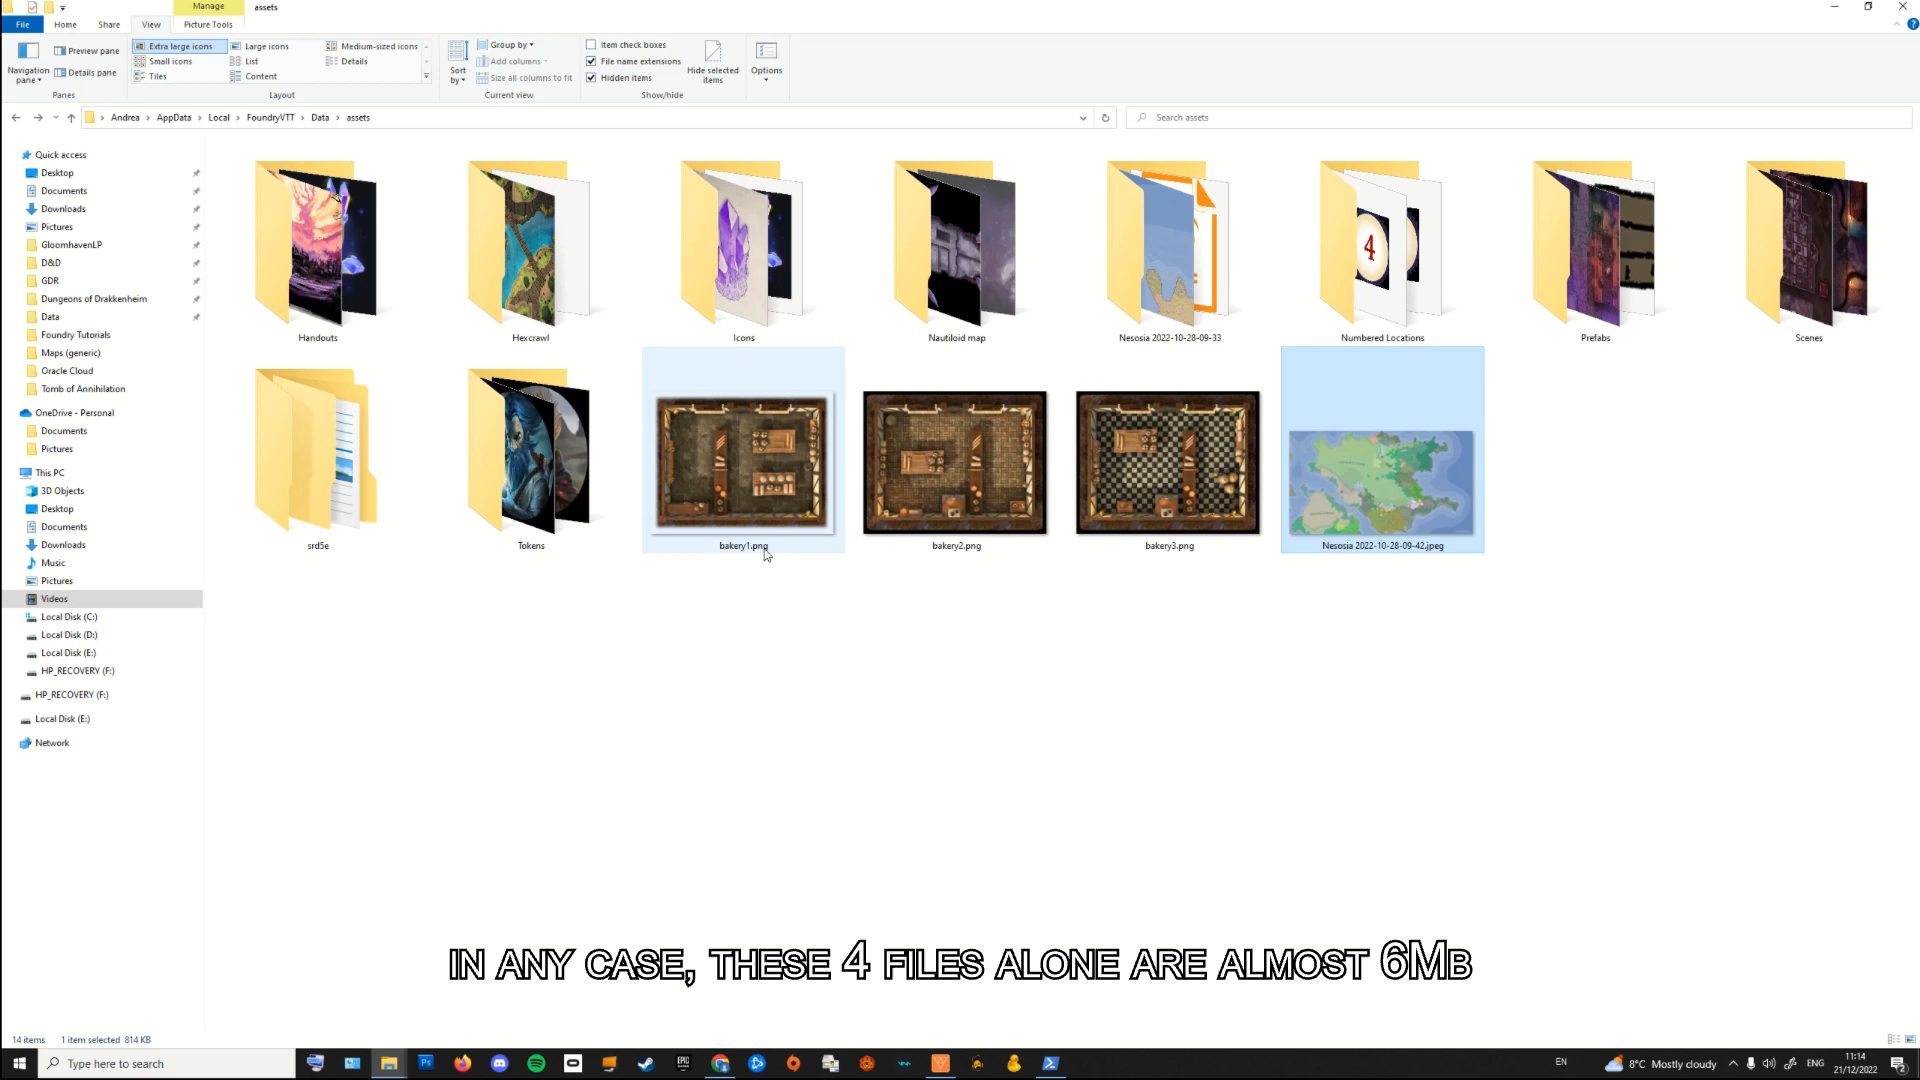 Manage
assets
File
Home
Share
View
Picture Tools
Navigation pane
Preview pane
Details pane
Panes
Extra large icons
Large icons
Medium-sized icons
Small icons
List
Details
Tiles
Content
Layout
Sort by
Group by
Add columns
Size all columns to fit
Current view
Item check boxes
File name extensions
Hidden items
Hide selected items
Show/hide
Options
Andrea > AppData > Local > FoundryVTT > Data > assets
Search assets
Quick access
Desktop
Documents
Downloads
Pictures
GloomhavenLP
D&D
GDR
Dungeons of Drakkenheim
Data
Foundry Tutorials
Maps (generic)
Oracle Cloud
Tomb of Annihilation
OneDrive - Personal
Documents
Pictures
This PC
3D Objects
Desktop
Documents
Downloads
Music
Pictures
Videos
Local Disk (C:)
Local Disk (D:)
Local Disk (E:)
HP_RECOVERY (F:)
HP_RECOVERY (F:)
Local Disk (E:)
Network
4
Handouts
Hexcrawl
Icons
Nautiloid map
Nesosia 2022-10-28-09-33
Numbered Locations
Prefabs
Scenes
srd5e
Tokens
bakery1.png
bakery2.png
bakery3.png
Nesosia 2022-10-28-09-42.jpeg
IN ANY CASE, THESE 4 FILES ALONE ARE ALMOST 6MB
14 items
1 item selected 814 KB
Type here to search
Ps
EPIC
EN
8°C Mostly cloudy
ENG
11:14
21/12/2022
2